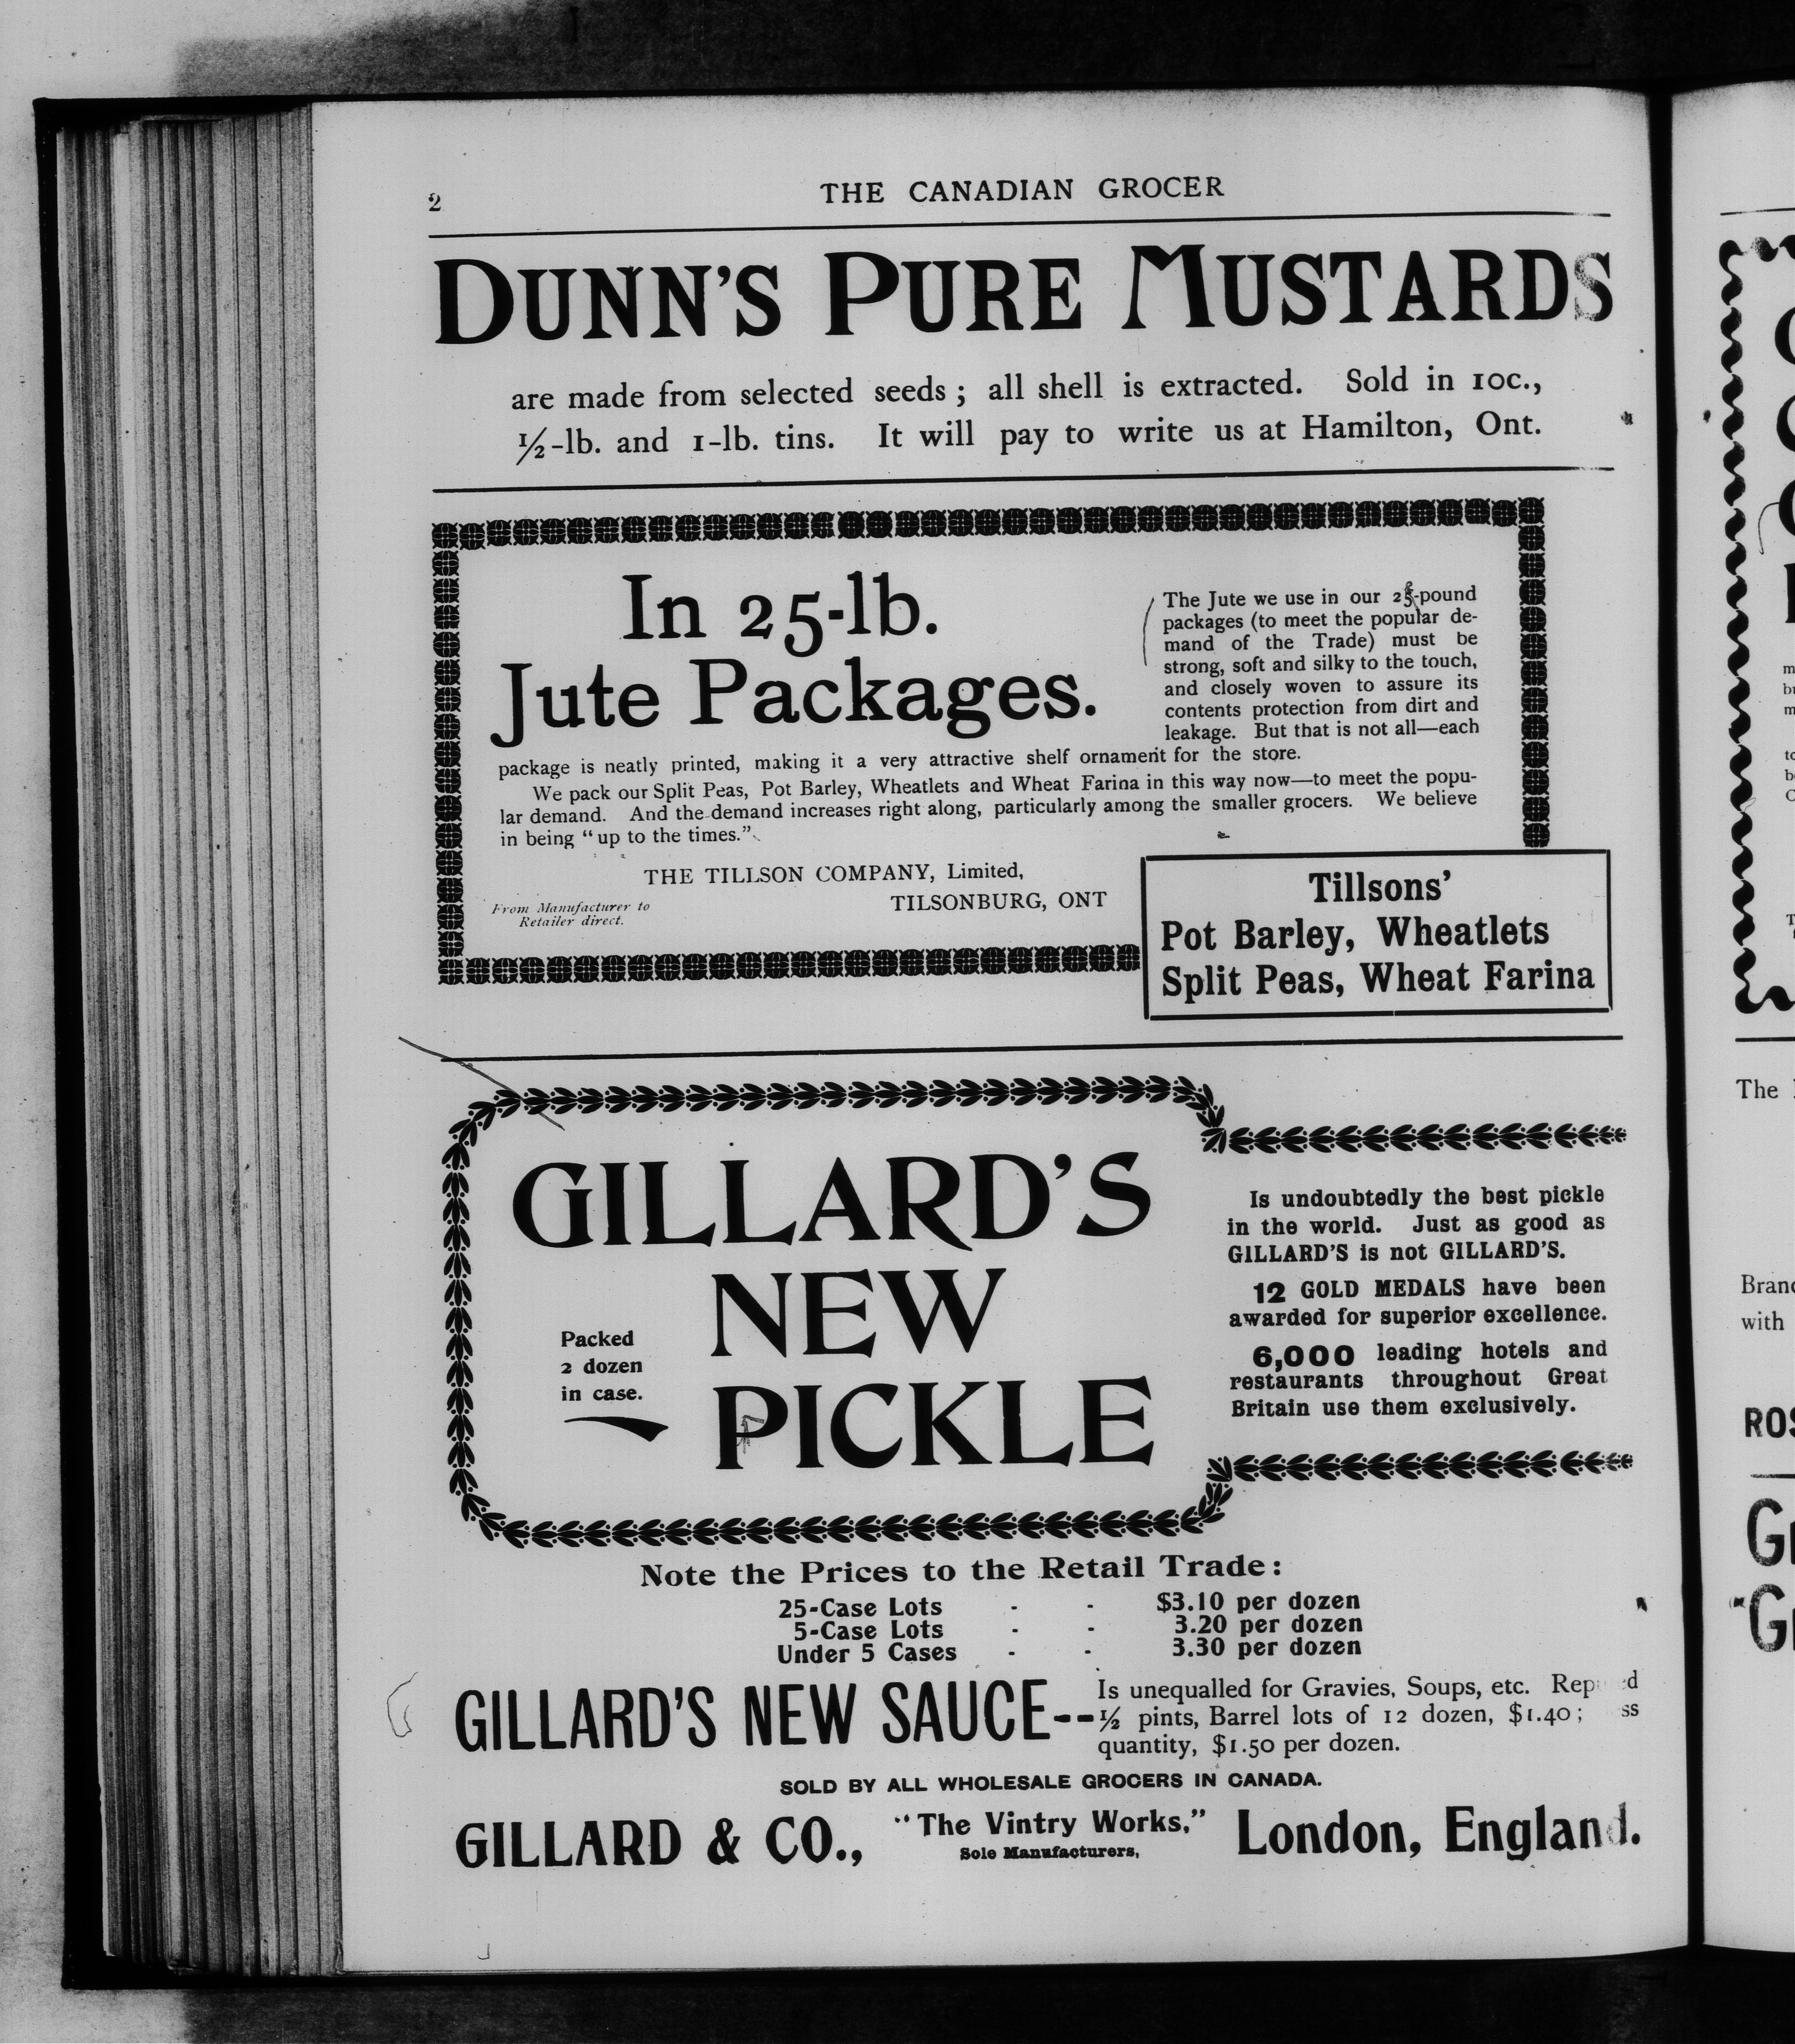 2
THE CANADIAN GROCER
DUNN'S PURE MUSTARDS
are made from selected seeds; all shell is extracted. Sold in 10c.,
½-lb. and 1-lb. tins. It will pay to write us at Hamilton, Ont.
In 25-lb.
Jute Packages.
The Jute we use in our 25-pound
packages (to meet the popular de-
mand of the Trade) must be
strong, soft and silky to the touch,
and closely woven to assure its
contents protection from dirt and
leakage. But that is not all—each
package is neatly printed, making it a very attractive shelf ornament for the store.
We pack our Split Peas, Pot Barley, Wheatlets and Wheat Farina in this way now—to meet the popu-
lar demand. And the demand increases right along, particularly among the smaller grocers. We believe
in being "up to the times."
THE TILLSON COMPANY, Limited,
TILSONBURG, ONT
From Manufacturer to
Retailer direct.
Tillsons'
Pot Barley, Wheatlets
Split Peas, Wheat Farina
GILLARD'S
NEW
PICKLE
Packed
2 dozen
in case.
Is undoubtedly the best pickle
in the world. Just as good as
GILLARD'S is not GILLARD'S.
12 GOLD MEDALS have been
awarded for superior excellence.
6,000 leading hotels and
restaurants throughout Great
Britain use them exclusively.
Note the Prices to the Retail Trade:
25-Case Lots - - $3.10 per dozen
5-Case Lots - - 3.20 per dozen
Under 5 Cases - - 3.30 per dozen
GILLARD'S NEW SAUCE--
Is unequalled for Gravies, Soups, etc.
½ pints, Barrel lots of 12 dozen, $1.40;
quantity, $1.50 per dozen.
SOLD BY ALL WHOLESALE GROCERS IN CANADA.
GILLARD & CO., "The Vintry Works," London, England.
Sole Manufacturers,
The
with